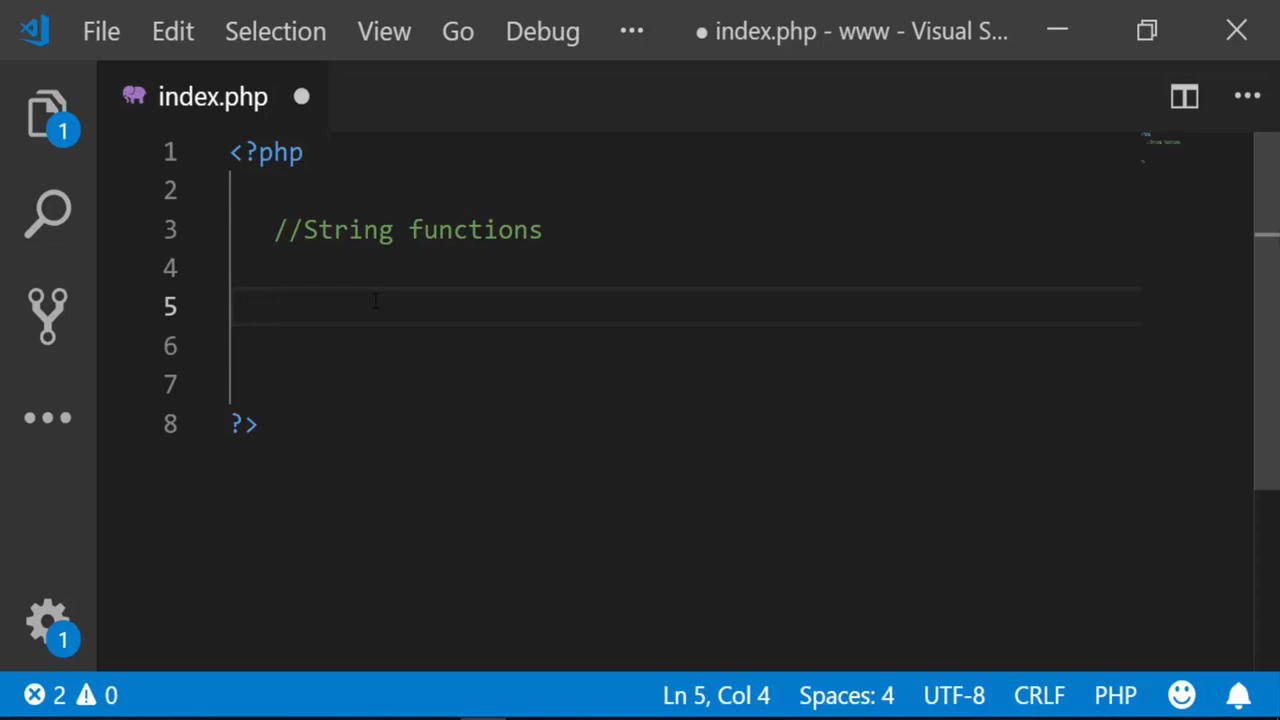 File Edit Selection View Go Debug ··· ● index.php - www - Visual S...
index.php ●
1 <?php
2
3 //String functions
4
5
6
7
8 ?>
1
1
2 0 Ln 5, Col 4 Spaces: 4 UTF-8 CRLF PHP